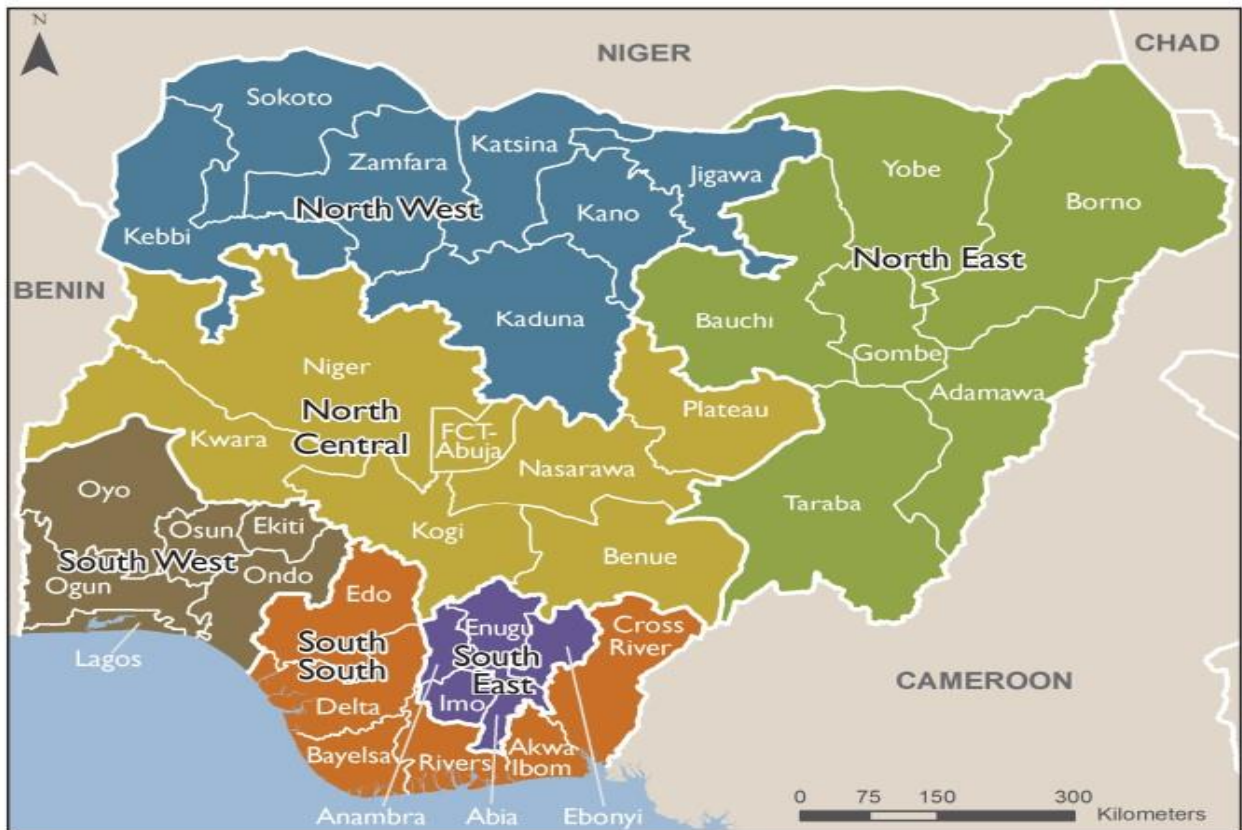 N
NIGER
CHAD
Sokoto
Katsina
Zamfara
Jigawa
Yobe
North West
Kano
Borno
Kebbi
North East
BENIN
Kaduna
Bauchi
Niger
Gombe
Adamawa
North
Central
Plateau
Kwara
FCT-
Abuja
Nasarawa
Oyo
Taraba
Osun
Ekiti
Kogi
Benue
South West
Ogun
Ondo
Edo
Enugu
Cross
River
Lagos
South
South
South
East
CAMEROON
Imo
Delta
Bayelsa
Rivers
Akwa
Ibom
Anambra
Abia
Ebonyi
0 75 150 300
Kilometers